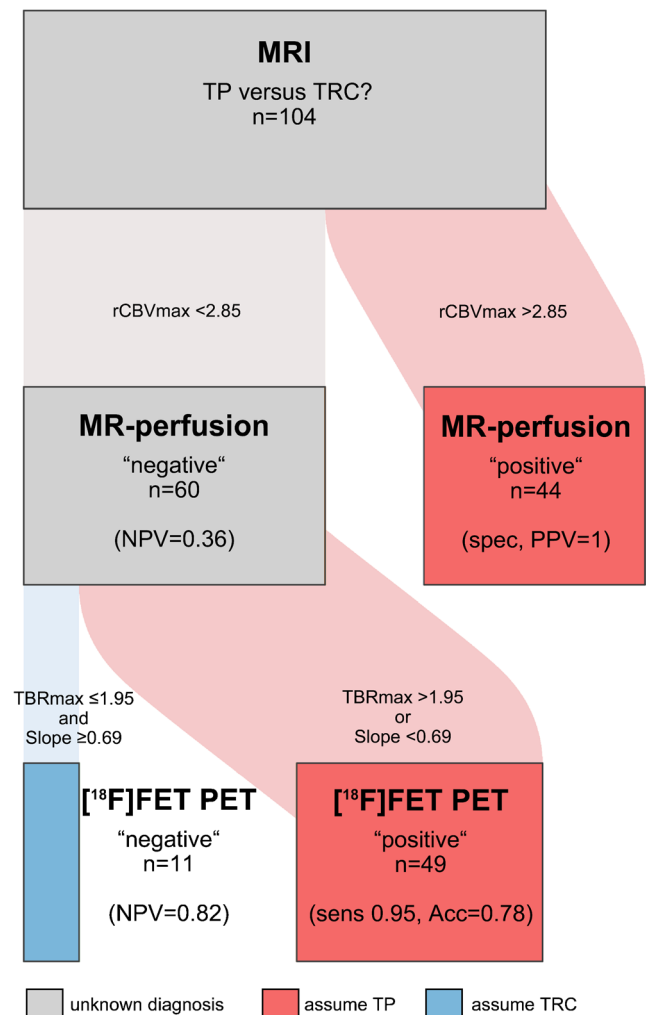 MRI
TP versus TRC?
n=104
rCBVmax <2.85
rCBVmax >2.85
MR-perfusion
“negative“
n=60
(NPV=0.36)
MR-perfusion
“positive“
n=44
(spec, PPV=1)
TBRmax ≤1.95
and
Slope ≥0.69
TBRmax >1.95
or
Slope <0.69
[¹⁸F]FET PET
“negative“
n=11
(NPV=0.82)
[¹⁸F]FET PET
“positive“
n=49
(sens 0.95, Acc=0.78)
unknown diagnosis
assume TP
assume TRC